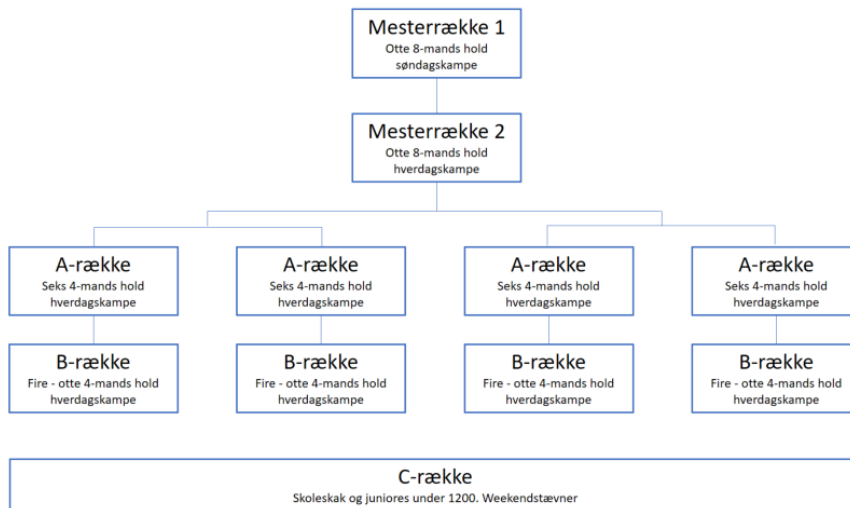 Mesterrække 1
Otte 8-mands hold
søndagskampe
Mesterrække 2
Otte 8-mands hold
hverdagskampe
A-række
Seks 4-mands hold
hverdagskampe
A-række
Seks 4-mands hold
hverdagskampe
A-række
Seks 4-mands hold
hverdagskampe
A-række
Seks 4-mands hold
hverdagskampe
B-række
Fire - otte 4-mands hold
hverdagskampe
B-række
Fire - otte 4-mands hold
hverdagskampe
B-række
Fire - otte 4-mands hold
hverdagskampe
B-række
Fire - otte 4-mands hold
hverdagskampe
C-række
Skoleskak og juniores under 1200. Weekendstævner